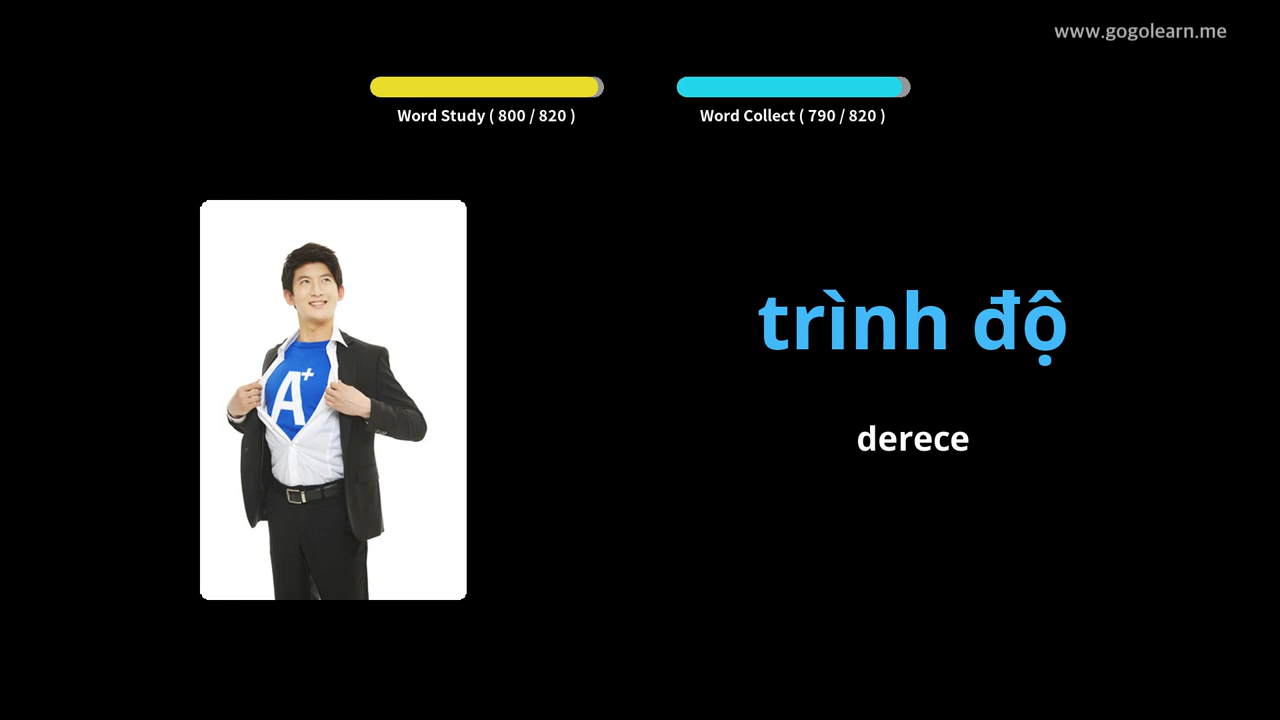 www.gogolearn.me
Word Study ( 800 / 820 )
Word Collect ( 790 / 820 )
A+
trình độ
derece